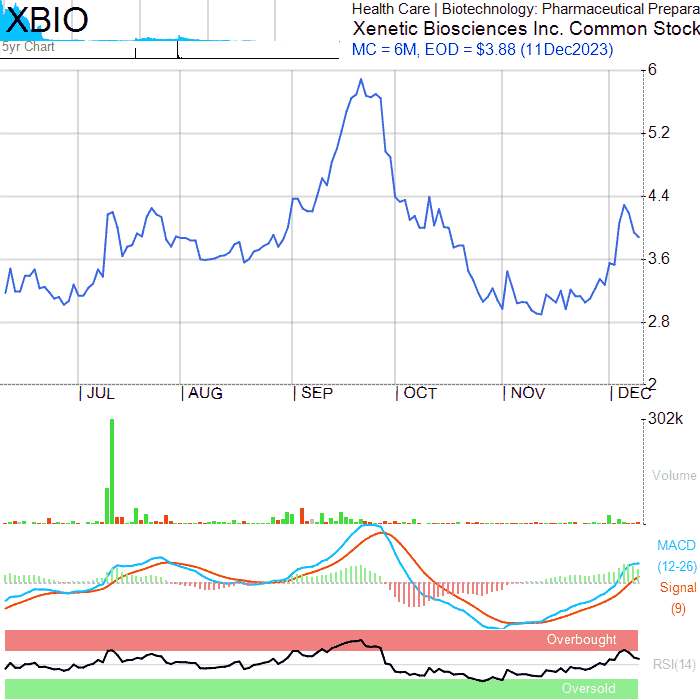 XBIO
5yr Chart
Health Care | Biotechnology: Pharmaceutical Prepara
Xenetic Biosciences Inc. Common Stock
MC = 6M, EOD = $3.88 (11Dec2023)
6
5.2
4.4
3.6
2.8
2
JUL
AUG
SEP
OCT
NOV
DEC
302k
Volume
MACD
(12-26)
Signal
(9)
Overbought
RSI(14)
Oversold